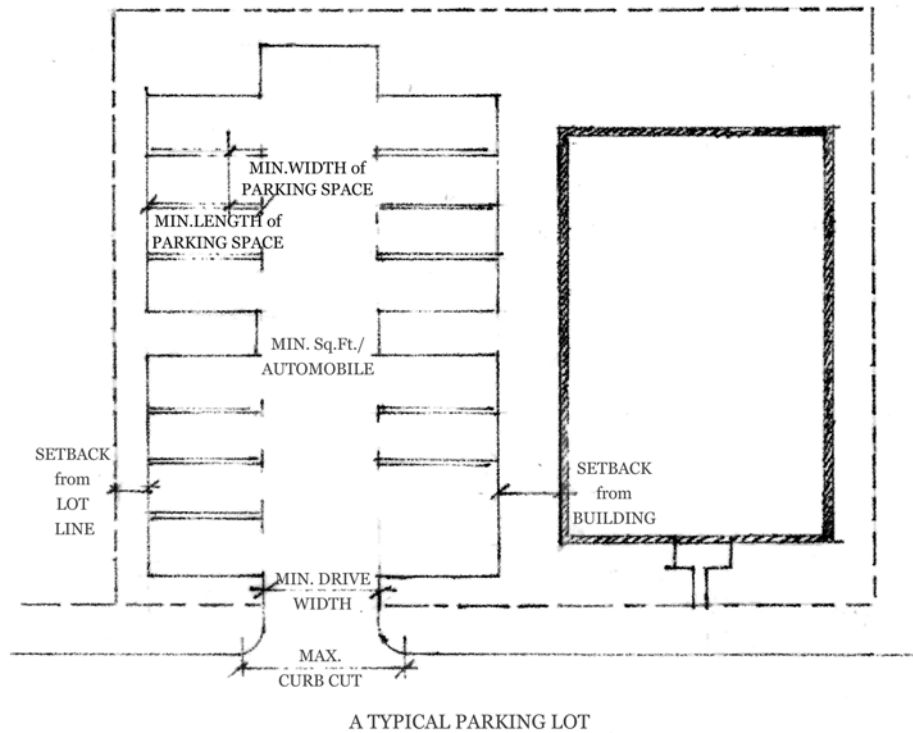 MIN.WIDTH of
PARKING SPACE
MIN.LENGTH of
PARKING SPACE
MIN. Sq.Ft./
AUTOMOBILE
SETBACK
from
LOT
LINE
SETBACK
from
BUILDING
MIN. DRIVE
WIDTH
MAX.
CURB CUT
A TYPICAL PARKING LOT